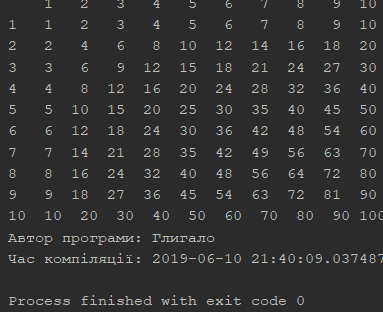 1 2 3 4 5 6 7 8 9 10
1 1 2 3 4 5 6 7 8 9 10
2 2 4 6 8 10 12 14 16 18 20
3 3 6 9 12 15 18 21 24 27 30
4 4 8 12 16 20 24 28 32 36 40
5 5 10 15 20 25 30 35 40 45 50
6 6 12 18 24 30 36 42 48 54 60
7 7 14 21 28 35 42 49 56 63 70
8 8 16 24 32 40 48 56 64 72 80
9 9 18 27 36 45 54 63 72 81 90
10 10 20 30 40 50 60 70 80 90 100
Автор програми: Глигало
Час компіляції: 2019-06-10 21:40:09.037487
Process finished with exit code 0